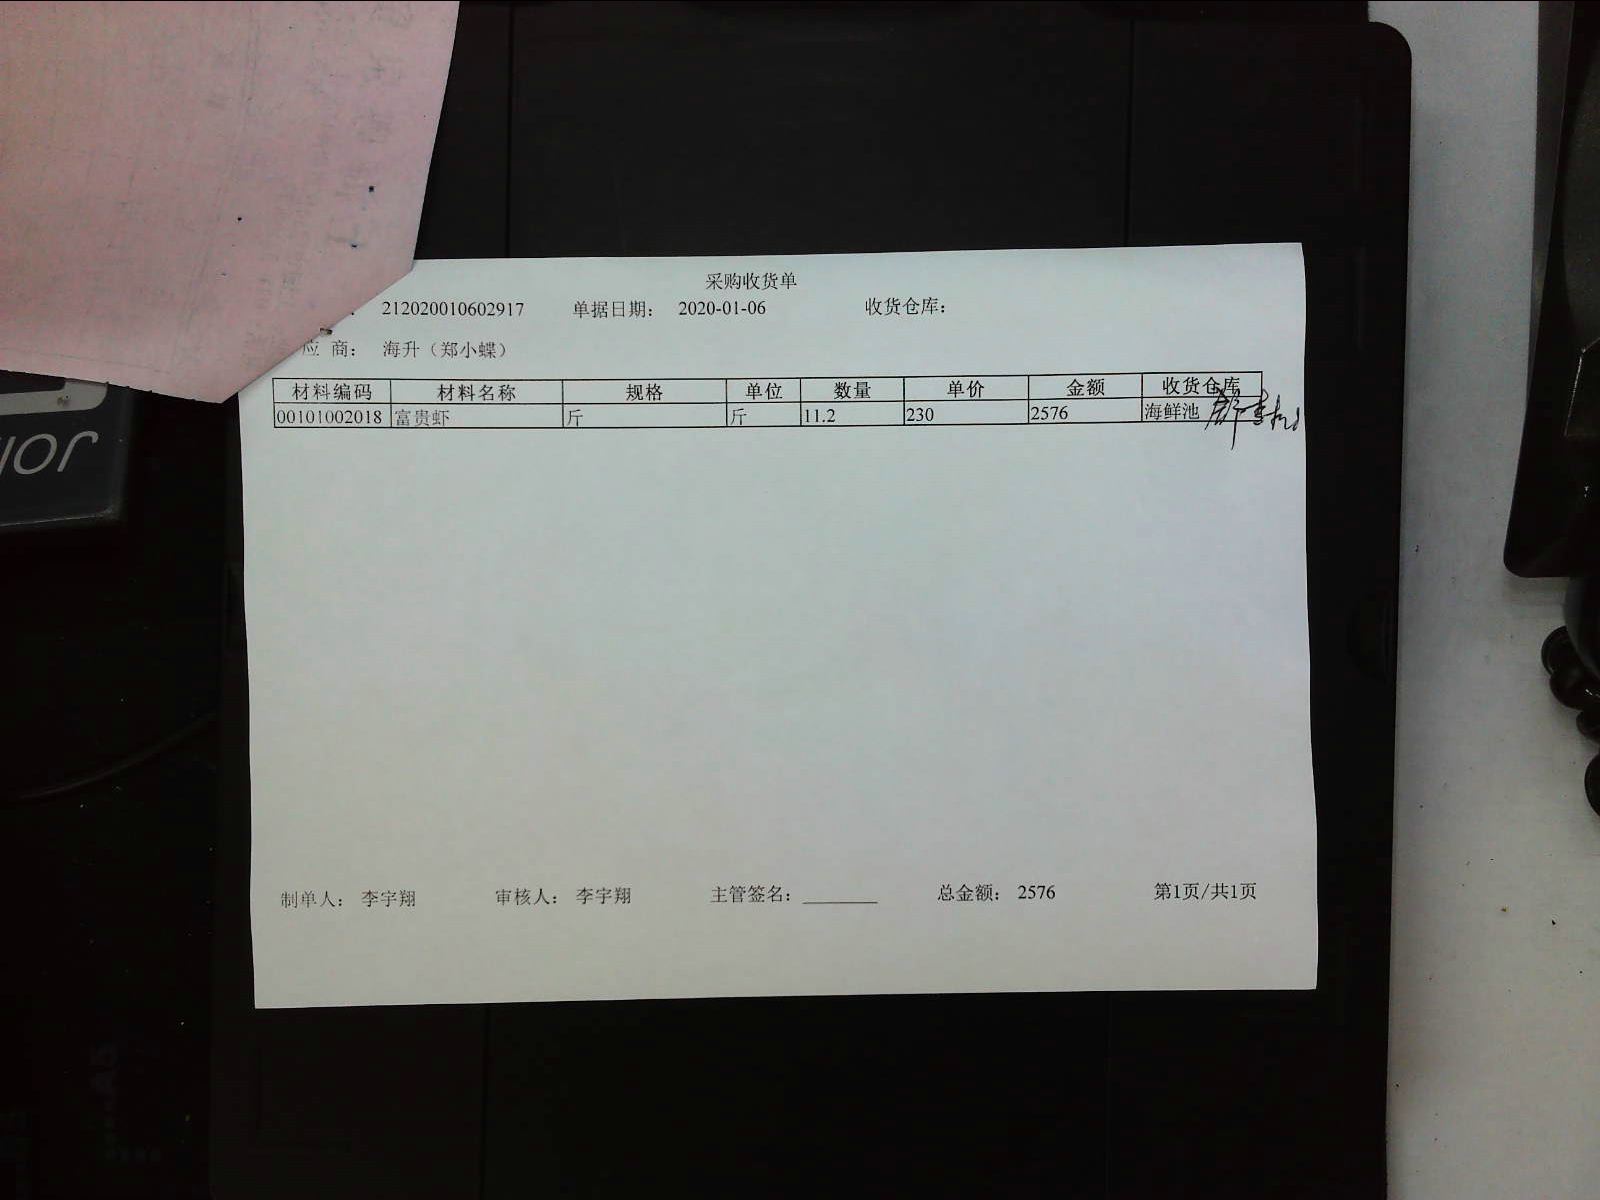 采购收货单
212020010602917 单据日期： 2020-01-06 收货仓库：
应 商： 海升（郑小蝶）
材料编码 材料名称 规格 单位 数量 单价 金额 收货仓库
00101002018 富贵虾 斤 斤 11.2 230 2576 海鲜池
制单人： 李宇翔 审核人： 李宇翔 主管签名： 总金额： 2576 第1页/共1页
A5